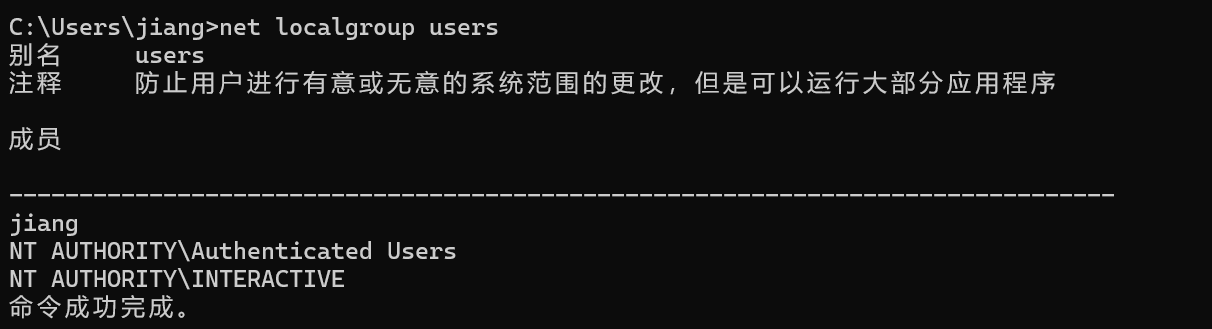 C:\Users\jiang>net localgroup users
别名     users
注释     防止用户进行有意或无意的系统范围的更改，但是可以运行大部分应用程序
成员
-------------------------------------------------------------------------------
jiang
NT AUTHORITY\Authenticated Users
NT AUTHORITY\INTERACTIVE
命令成功完成。